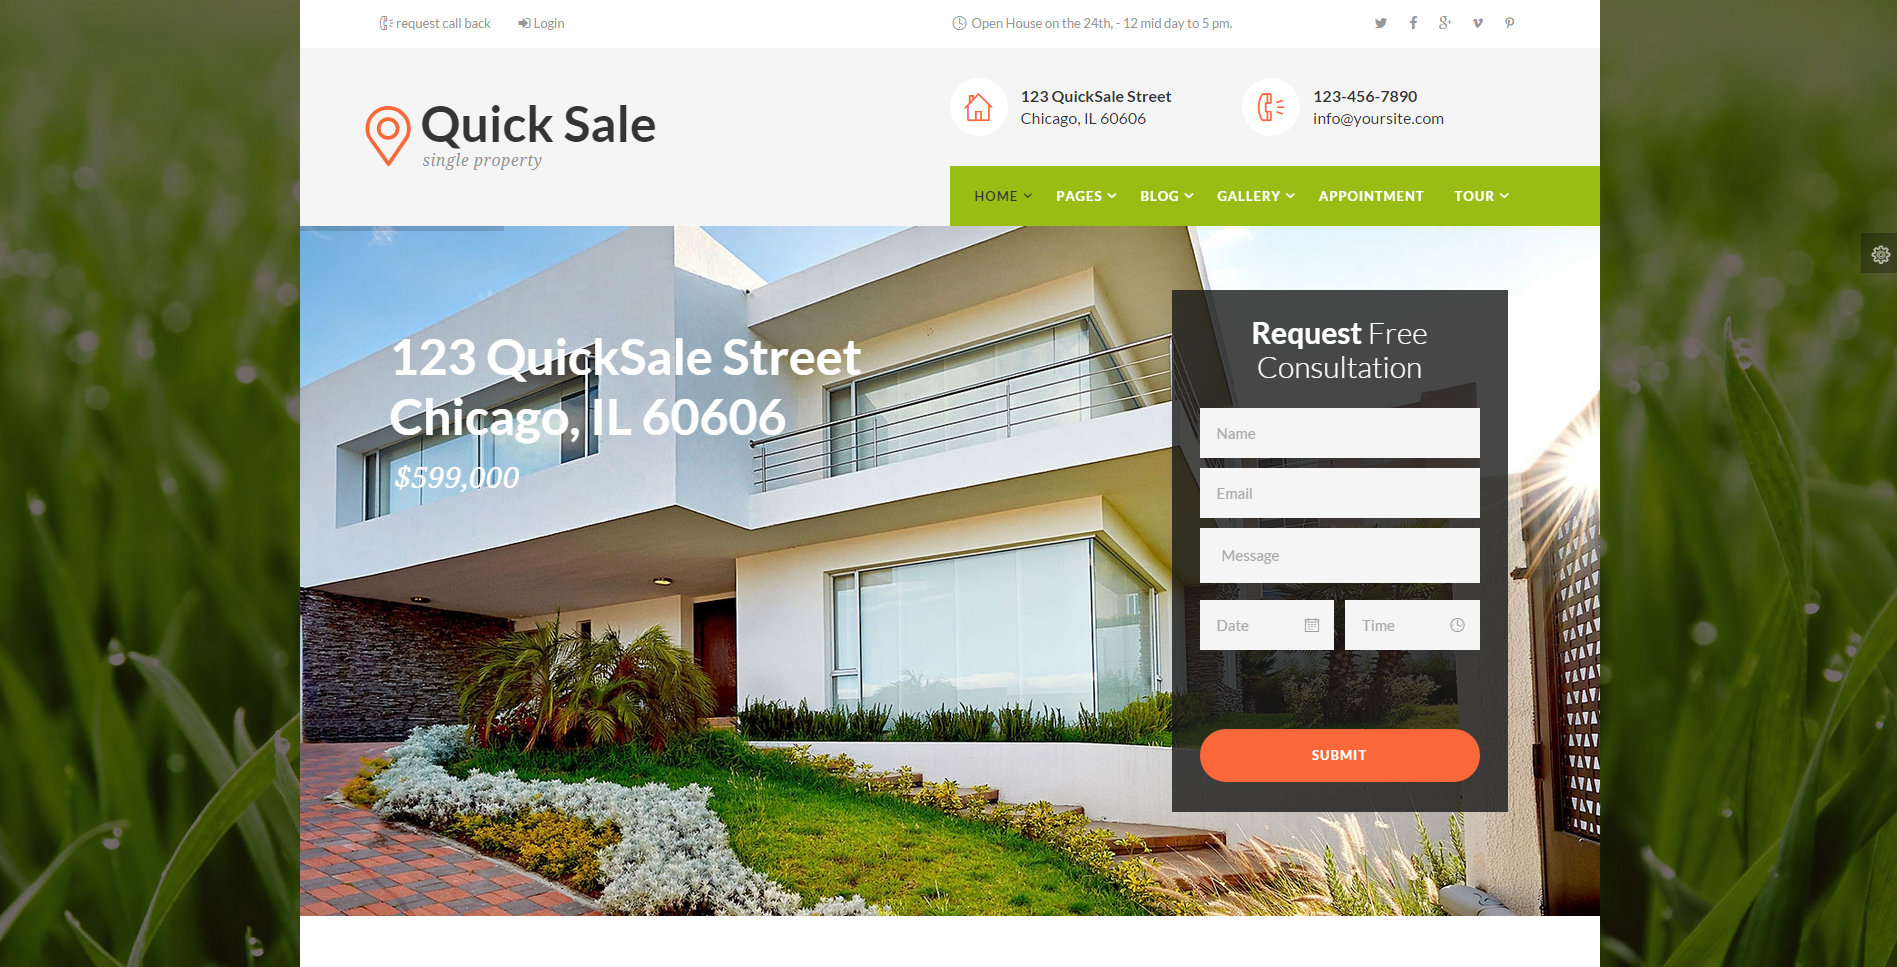 request call back
Login
Open House on the 24th, - 12 mid day to 5 pm.
Quick Sale
single property
123 QuickSale Street
Chicago, IL 60606
123-456-7890
info@yoursite.com
HOME
PAGES
BLOG
GALLERY
APPOINTMENT
TOUR
123 QuickSale Street
Chicago, IL 60606
$599,000
Request Free
Consultation
Name
Email
Message
Date
Time
SUBMIT